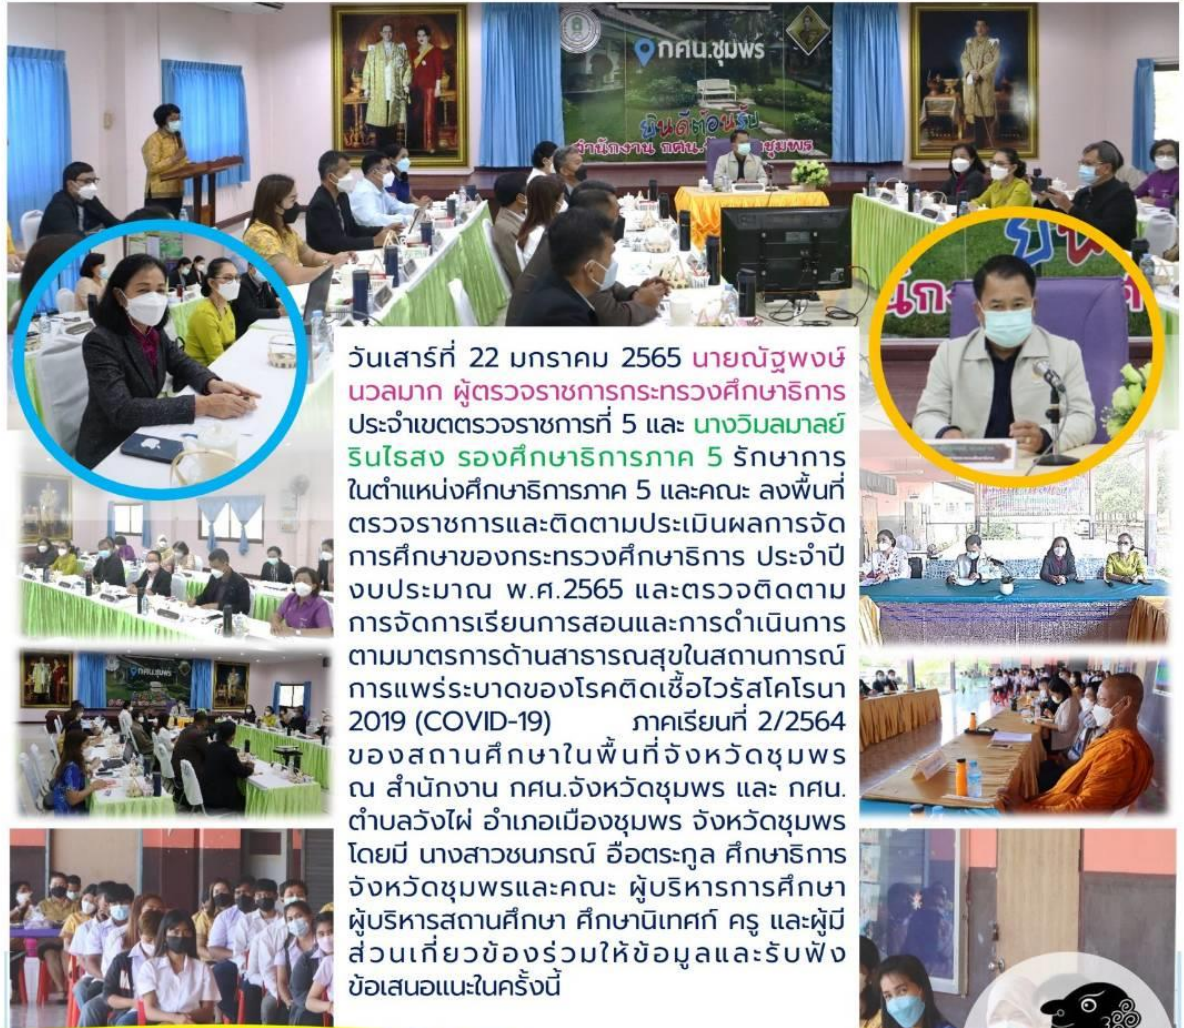 กศน.ชุมพร
ยินดีต้อนรับ
วันเสาร์ที่ 22 มกราคม 2565 นายณัฐพงษ์
นวลมาก ผู้ตรวจราชการกระทรวงศึกษาธิการ
ประจำเขตตรวจราชการที่ 5 และ นางวิมลมาลย์
รินไธสง รองศึกษาธิการภาค 5 รักษาการ
ในตำแหน่งศึกษาธิการภาค 5 และคณะ ลงพื้นที่
ตรวจราชการและติดตามประเมินผลการจัด
การศึกษาของกระทรวงศึกษาธิการ ประจำปี
งบประมาณ พ.ศ.2565 และตรวจติดตาม
การจัดการเรียนการสอนและการดำเนินการ
ตามมาตรการด้านสาธารณสุขในสถานการณ์
การแพร่ระบาดของโรคติดเชื้อไวรัสโคโรนา
2019 (COVID-19) ภาคเรียนที่ 2/2564
ของสถานศึกษาในพื้นที่จังหวัดชุมพร
ณ สำนักงาน กศน.จังหวัดชุมพร และ กศน.
ตำบลวังไผ่ อำเภอเมืองชุมพร จังหวัดชุมพร
โดยมี นางสาวชนภรณ์ อือตระกูล ศึกษาธิการ
จังหวัดชุมพรและคณะ ผู้บริหารการศึกษา
ผู้บริหารสถานศึกษา ศึกษานิเทศก์ ครู และผู้มี
ส่วนเกี่ยวข้องร่วมให้ข้อมูลและรับฟัง
ข้อเสนอแนะในครั้งนี้
กศน.ชุมพร